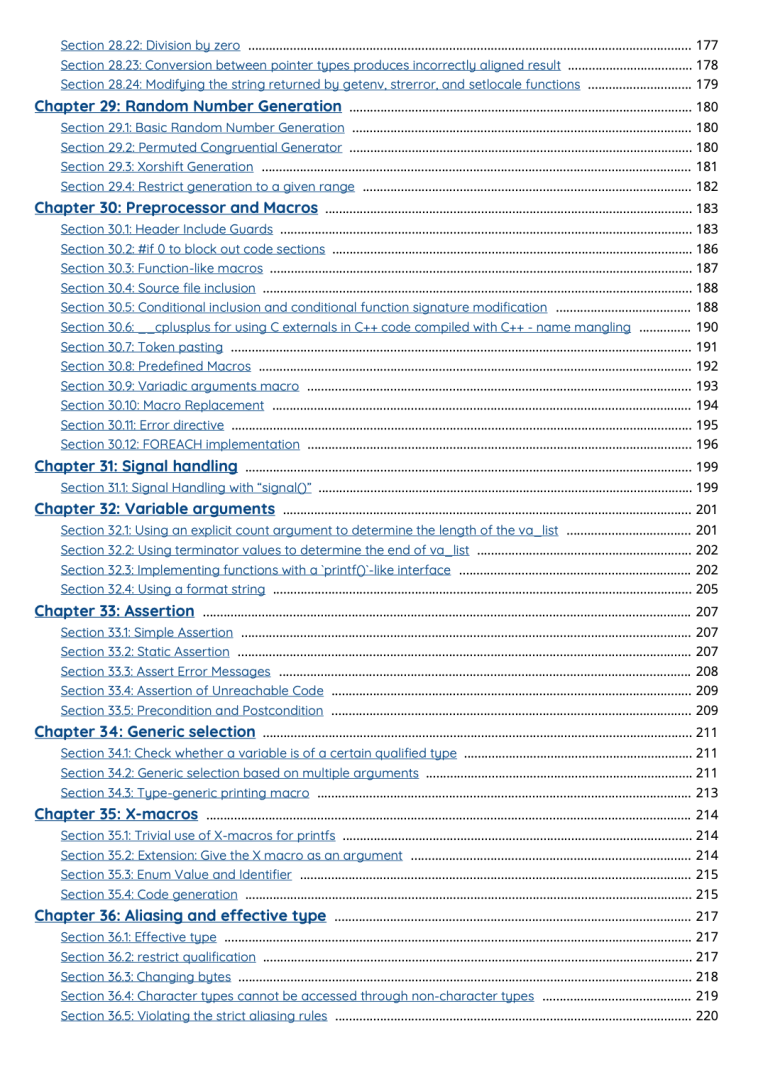 Section 28.22: Division by zero ........................................ 177
Section 28.23: Conversion between pointer types produces incorrectly aligned result ........................................ 178
Section 28.24: Modifying the string returned by getenv, strerror, and setlocale functions ........................................ 179
Chapter 29: Random Number Generation ........................................ 180
Section 29.1: Basic Random Number Generation ........................................ 180
Section 29.2: Permuted Congruential Generator ........................................ 180
Section 29.3: Xorshift Generation ........................................ 181
Section 29.4: Restrict generation to a given range ........................................ 182
Chapter 30: Preprocessor and Macros ........................................ 183
Section 30.1: Header Include Guards ........................................ 183
Section 30.2: #if 0 to block out code sections ........................................ 186
Section 30.3: Function-like macros ........................................ 187
Section 30.4: Source file inclusion ........................................ 188
Section 30.5: Conditional inclusion and conditional function signature modification ........................................ 188
Section 30.6: __cplusplus for using C externals in C++ code compiled with C++ - name mangling ............... 190
Section 30.7: Token pasting ........................................ 191
Section 30.8: Predefined Macros ........................................ 192
Section 30.9: Variadic arguments macro ........................................ 193
Section 30.10: Macro Replacement ........................................ 194
Section 30.11: Error directive ........................................ 195
Section 30.12: FOREACH implementation ........................................ 196
Chapter 31: Signal handling ........................................ 199
Section 31.1: Signal Handling with “signal()” ........................................ 199
Chapter 32: Variable arguments ........................................ 201
Section 32.1: Using an explicit count argument to determine the length of the va_list ........................................ 201
Section 32.2: Using terminator values to determine the end of va_list ........................................ 202
Section 32.3: Implementing functions with a `printf()`-like interface ........................................ 202
Section 32.4: Using a format string ........................................ 205
Chapter 33: Assertion ........................................ 207
Section 33.1: Simple Assertion ........................................ 207
Section 33.2: Static Assertion ........................................ 207
Section 33.3: Assert Error Messages ........................................ 208
Section 33.4: Assertion of Unreachable Code ........................................ 209
Section 33.5: Precondition and Postcondition ........................................ 209
Chapter 34: Generic selection ........................................ 211
Section 34.1: Check whether a variable is of a certain qualified type ........................................ 211
Section 34.2: Generic selection based on multiple arguments ........................................ 211
Section 34.3: Type-generic printing macro ........................................ 213
Chapter 35: X-macros ........................................ 214
Section 35.1: Trivial use of X-macros for printfs ........................................ 214
Section 35.2: Extension: Give the X macro as an argument ........................................ 214
Section 35.3: Enum Value and Identifier ........................................ 215
Section 35.4: Code generation ........................................ 215
Chapter 36: Aliasing and effective type ........................................ 217
Section 36.1: Effective type ........................................ 217
Section 36.2: restrict qualification ........................................ 217
Section 36.3: Changing bytes ........................................ 218
Section 36.4: Character types cannot be accessed through non-character types ........................................ 219
Section 36.5: Violating the strict aliasing rules ........................................ 220